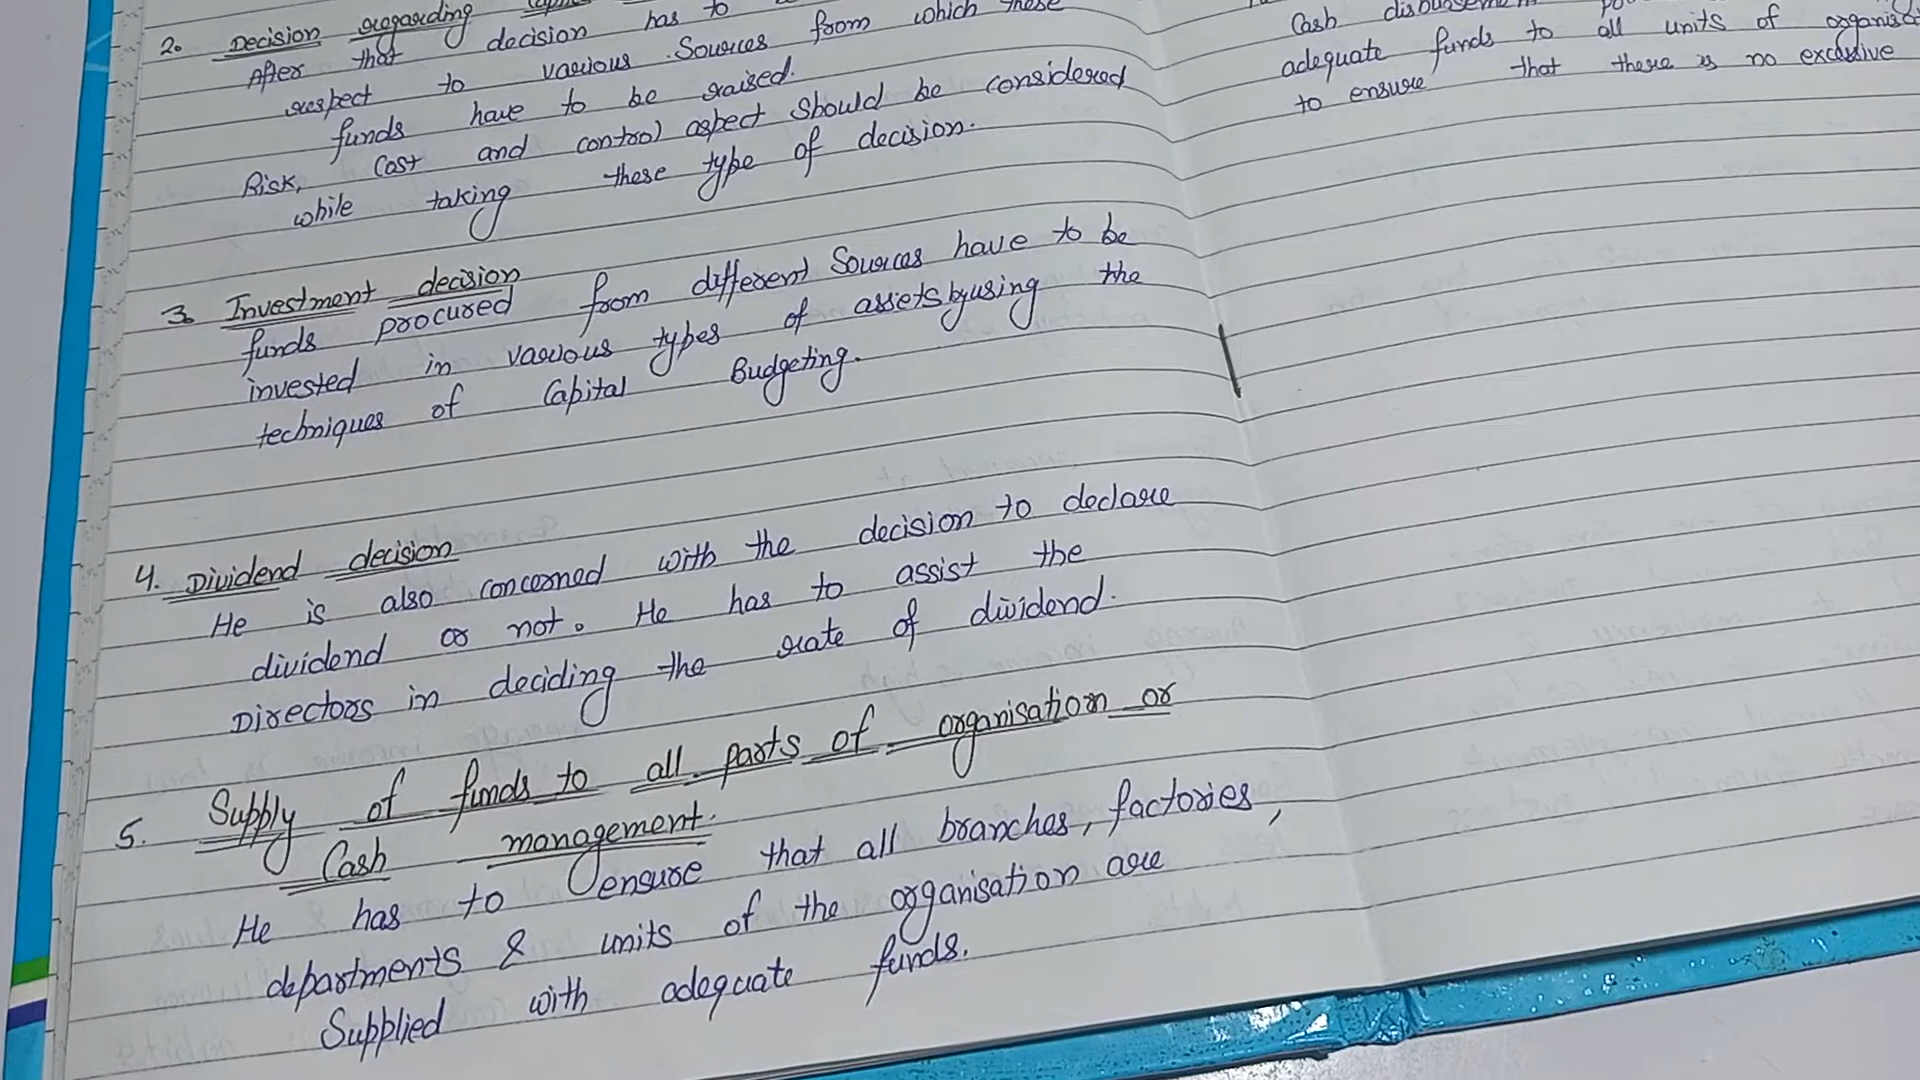 2. Decision regarding
After that decision has to
respect to various Sources from which these
funds have to be raised.
Risk, Cost and control aspect should be considered
while taking these type of decision.
3. Investment decision
funds procured from different Sources have to be
invested in various types of assets by using the
techniques of Capital Budgeting.
4. Dividend decision
He is also concerned with the decision to declare
dividend or not. He has to assist the
Directors in deciding the rate of dividend.
5. Supply of funds to all parts of organisation or
Cash management.
He has to ensure that all branches, factories,
departments & units of the organisation are
Supplied with adequate funds.
Cash
adequate funds to all units of
to ensure that there is no excessive